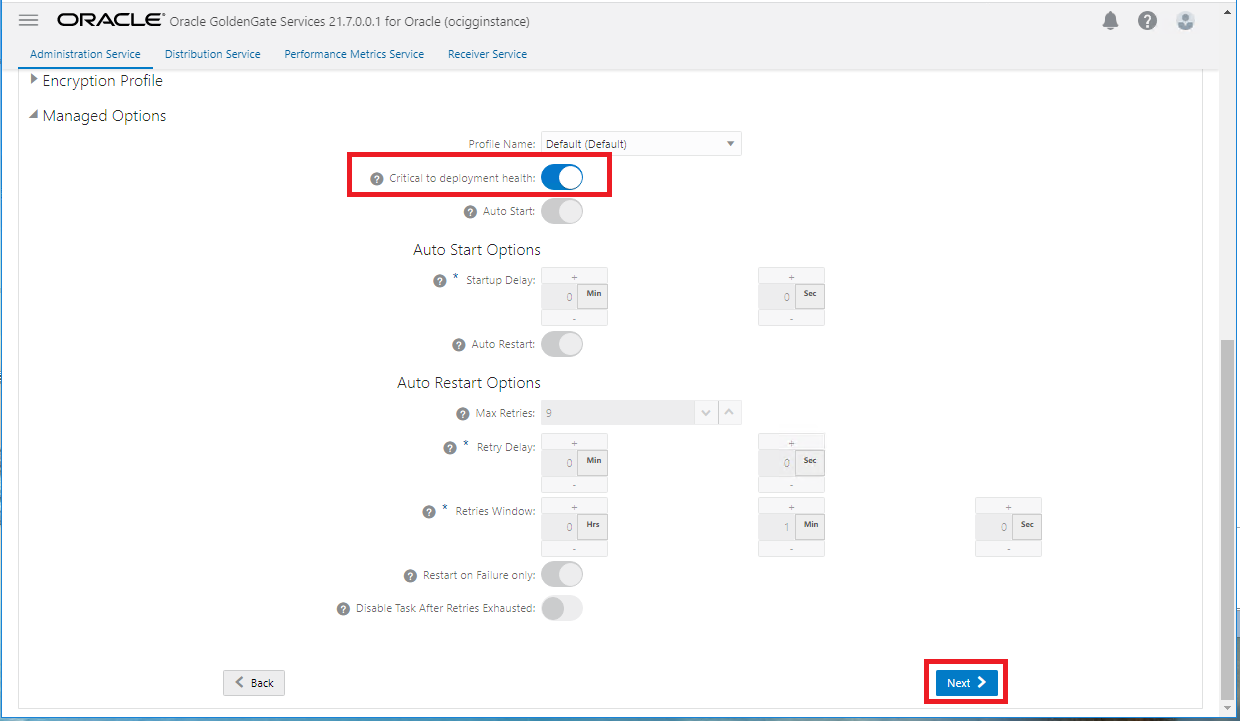 ORACLE® Oracle GoldenGate Services 21.7.0.0.1 for Oracle (ocigginstance)
Administration Service Distribution Service Performance Metrics Service Receiver Service
Encryption Profile
Managed Options
Profile Name: Default (Default)
? Critical to deployment health:
? Auto Start:
Auto Start Options
? * Startup Delay: + 0 Min - + 0 Sec -
? Auto Restart:
Auto Restart Options
? Max Retries: 9
? * Retry Delay: + 0 Min - + 0 Sec -
? * Retries Window: + 0 Hrs - + 1 Min - + 0 Sec -
? Restart on Failure only:
? Disable Task After Retries Exhausted:
Back Next